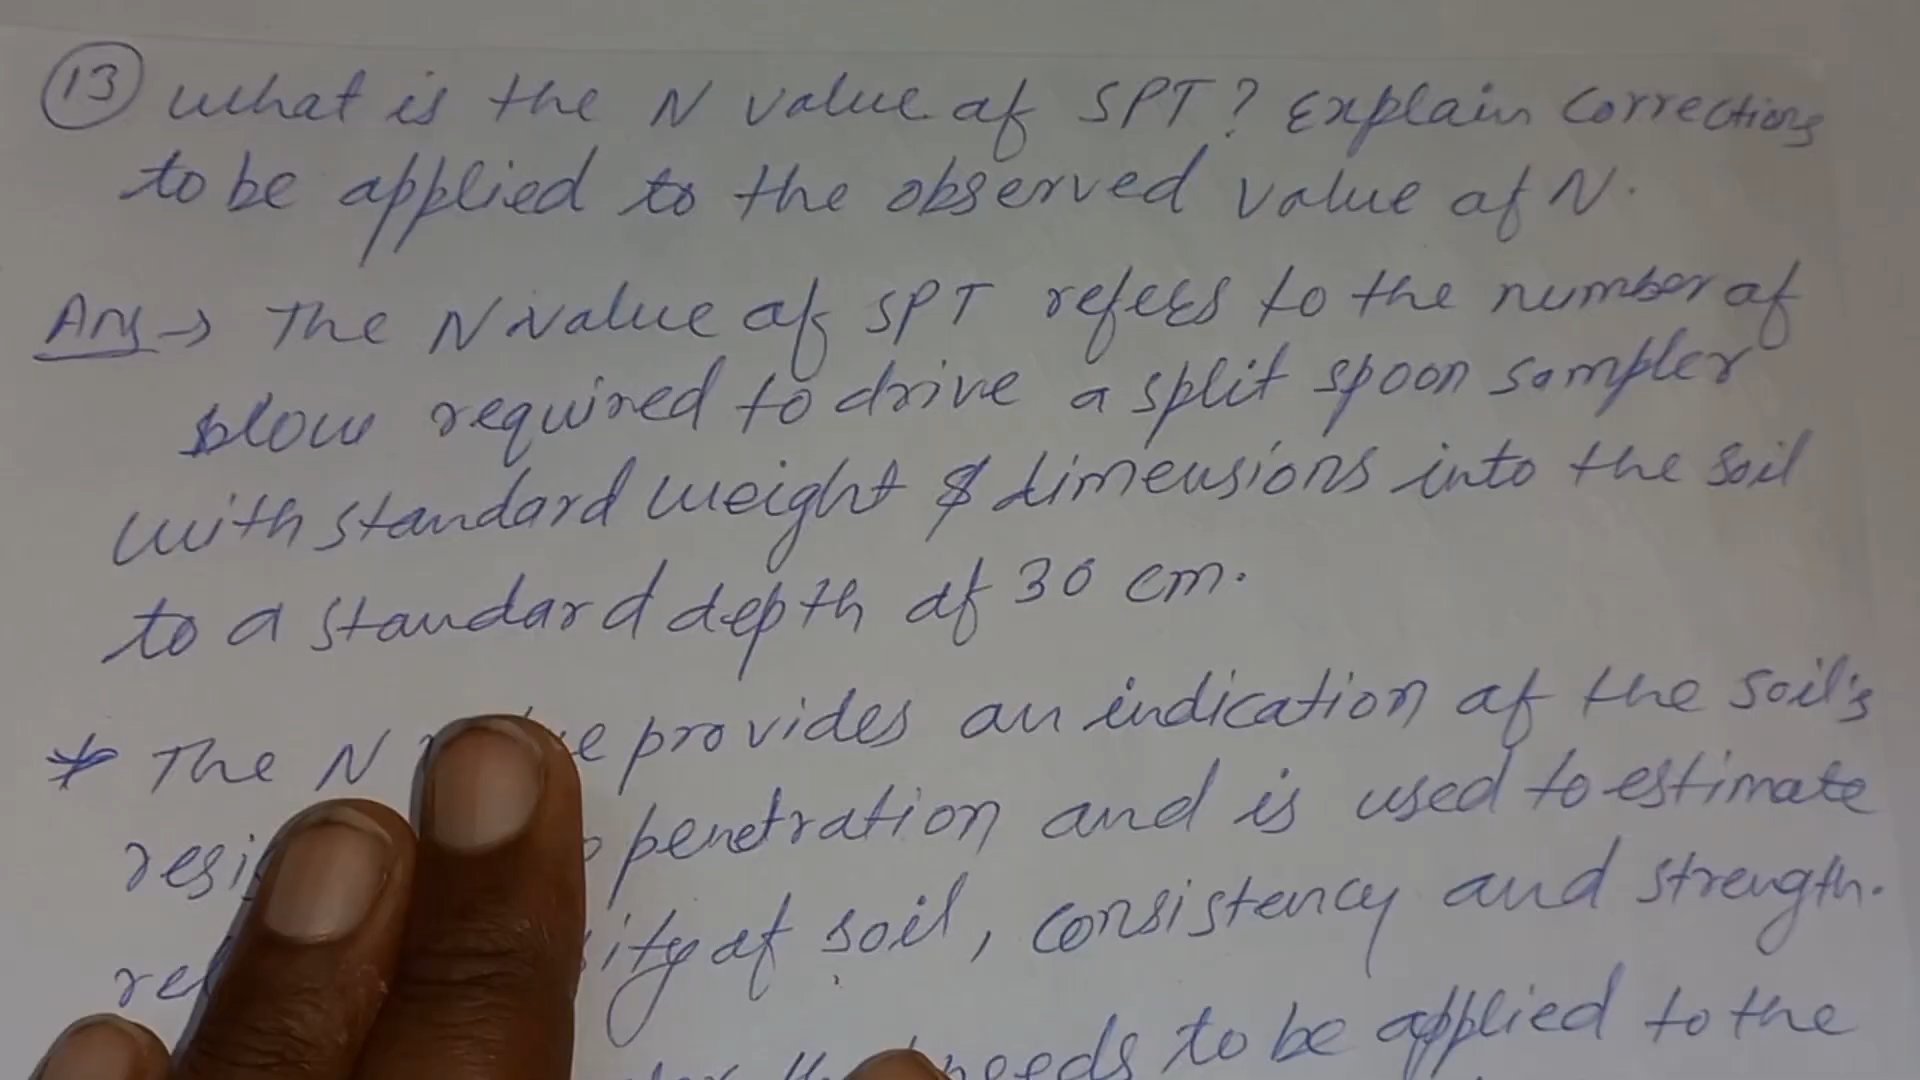 13 What is the N value of SPT? Explain Corrections
to be applied to the observed value of N.
Ans → The N value of SPT refers to the number of
blow required to drive a split spoon sampler
with standard weight & dimensions into the soil
to a standard depth of 30 cm.
* The N provides an indication of the soil's
penetration and is used to estimate
of soil, consistency and strength.
needs to be applied to the